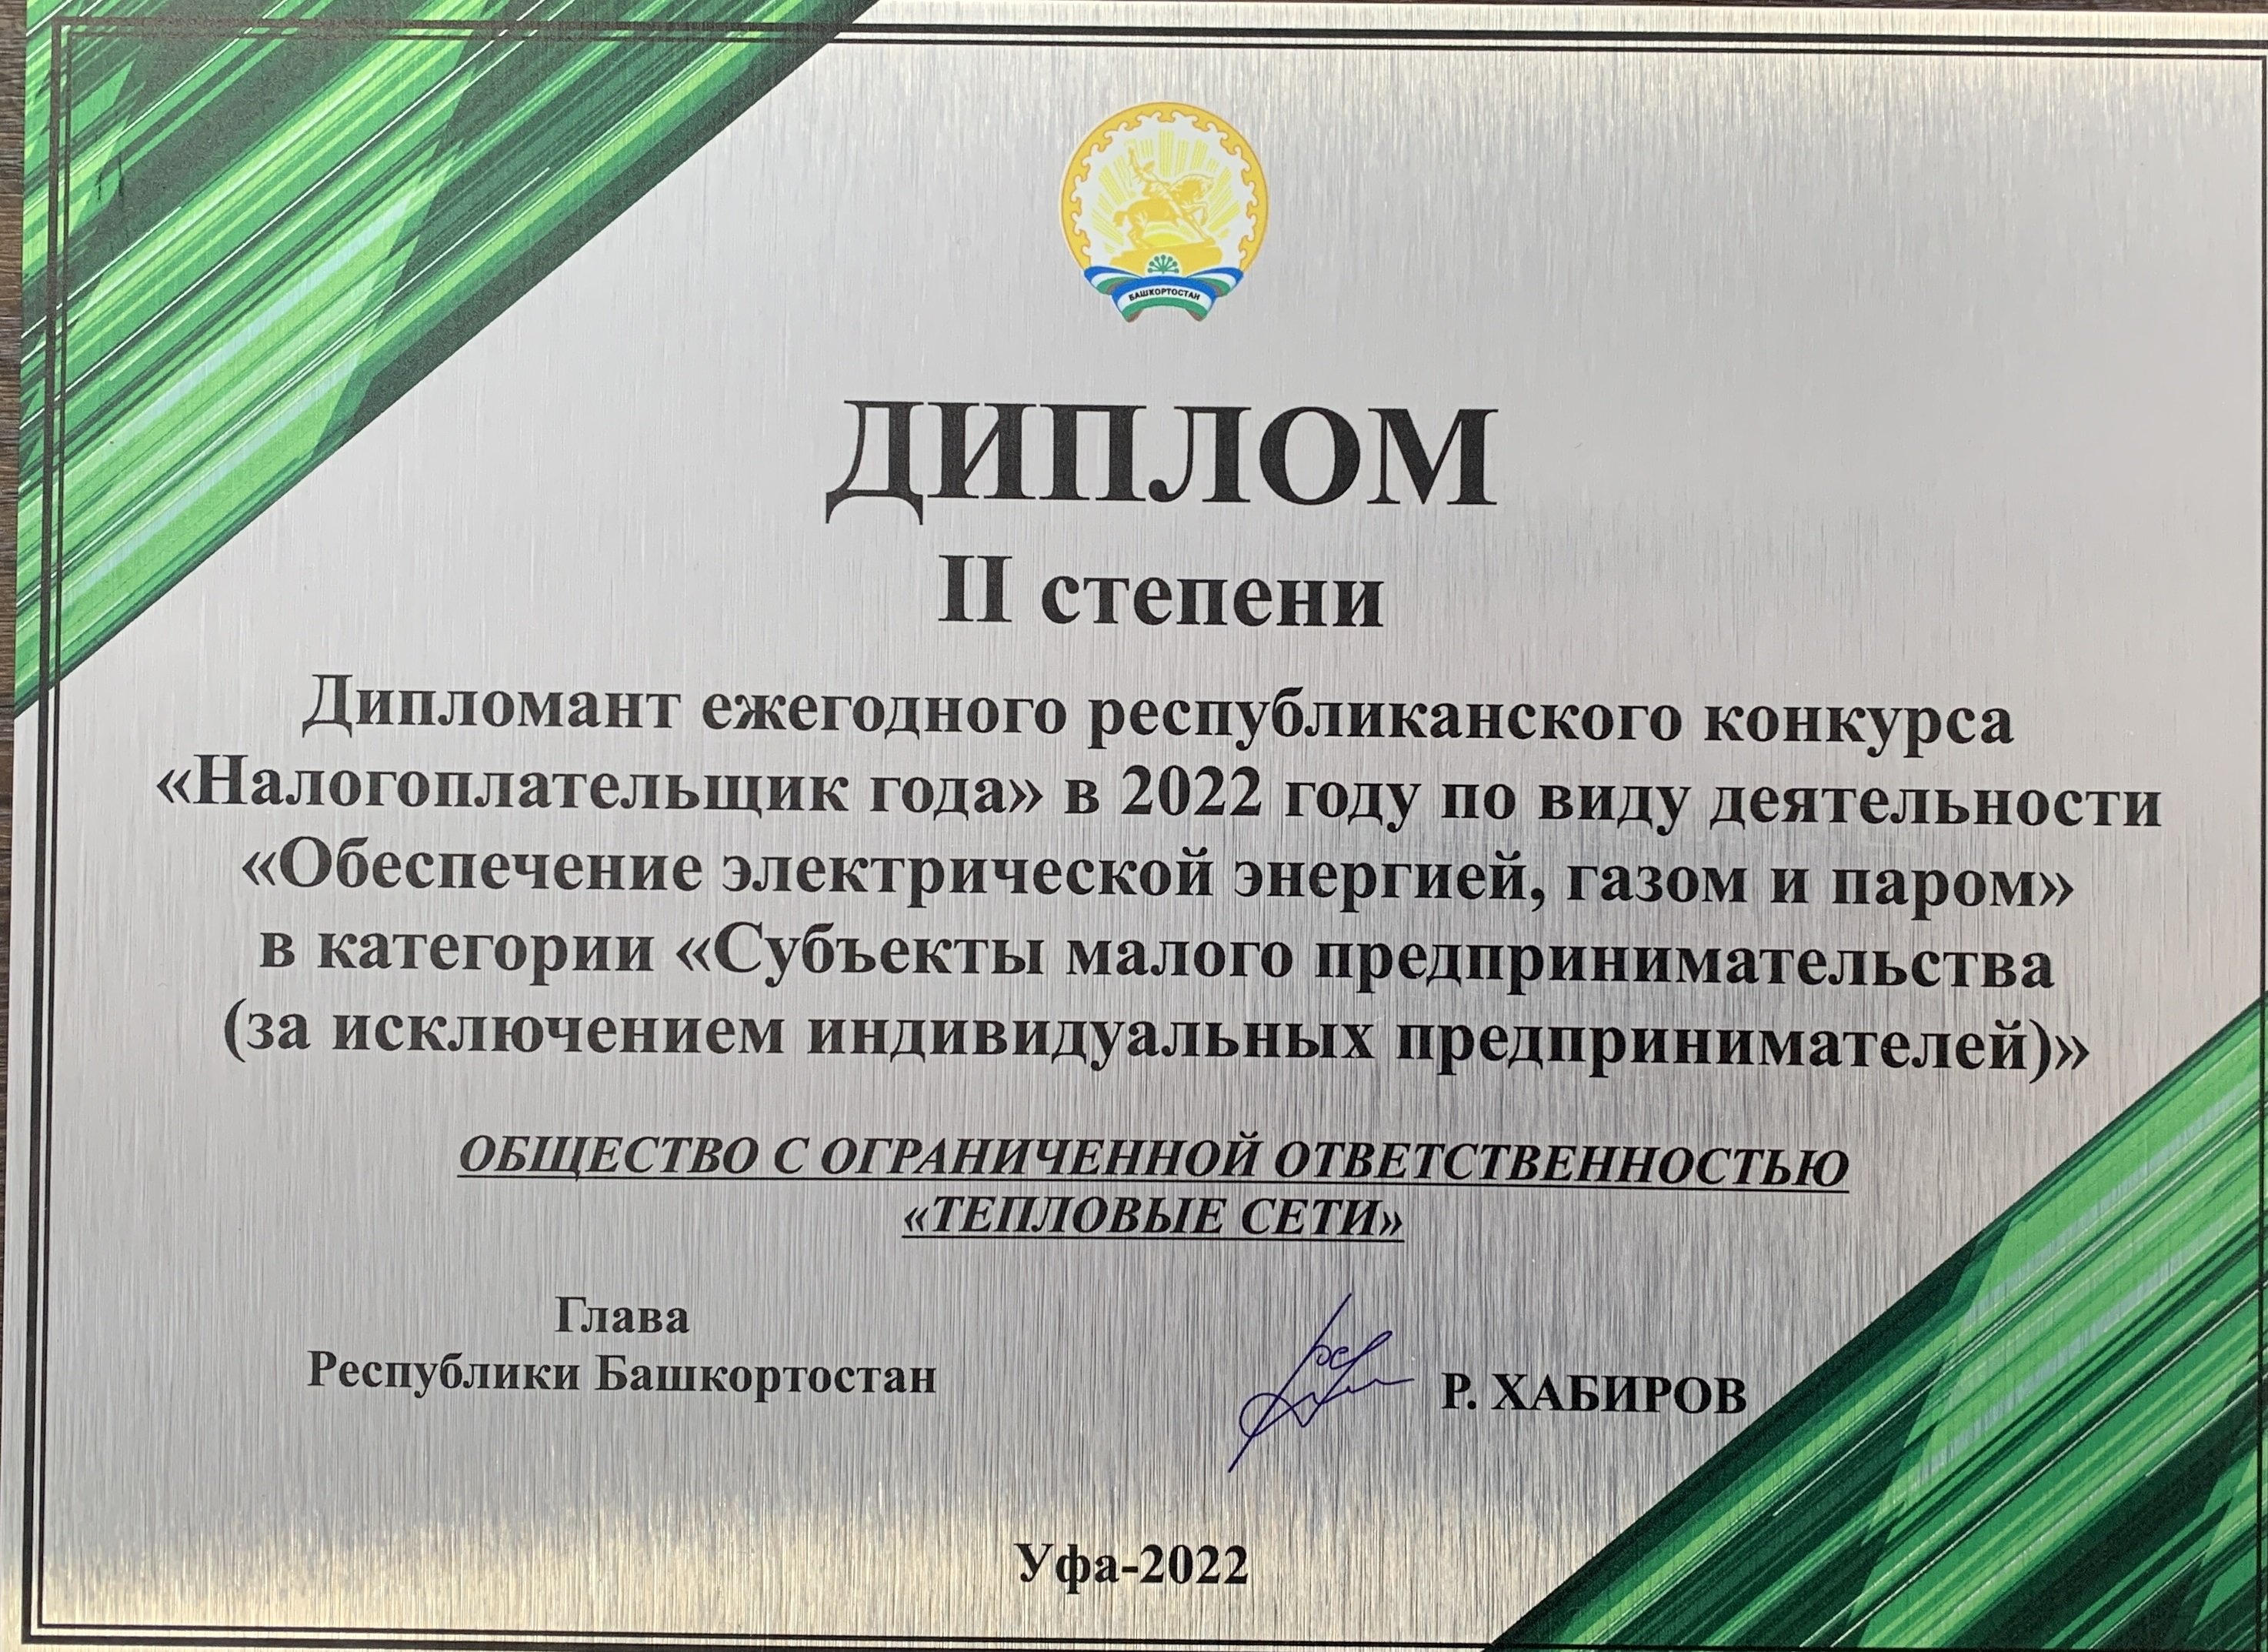 БАШКОРТОСТАН
ДИПЛОМ
II степени
Дипломант ежегодного республиканского конкурса
«Налогоплательщик года» в 2022 году по виду деятельности
«Обеспечение электрической энергией, газом и паром»
в категории «Субъекты малого предпринимательства
(за исключением индивидуальных предпринимателей)»
ОБЩЕСТВО С ОГРАНИЧЕННОЙ ОТВЕТСТВЕННОСТЬЮ
«ТЕПЛОВЫЕ СЕТИ»
Глава
Республики Башкортостан
Р. ХАБИРОВ
Уфа-2022